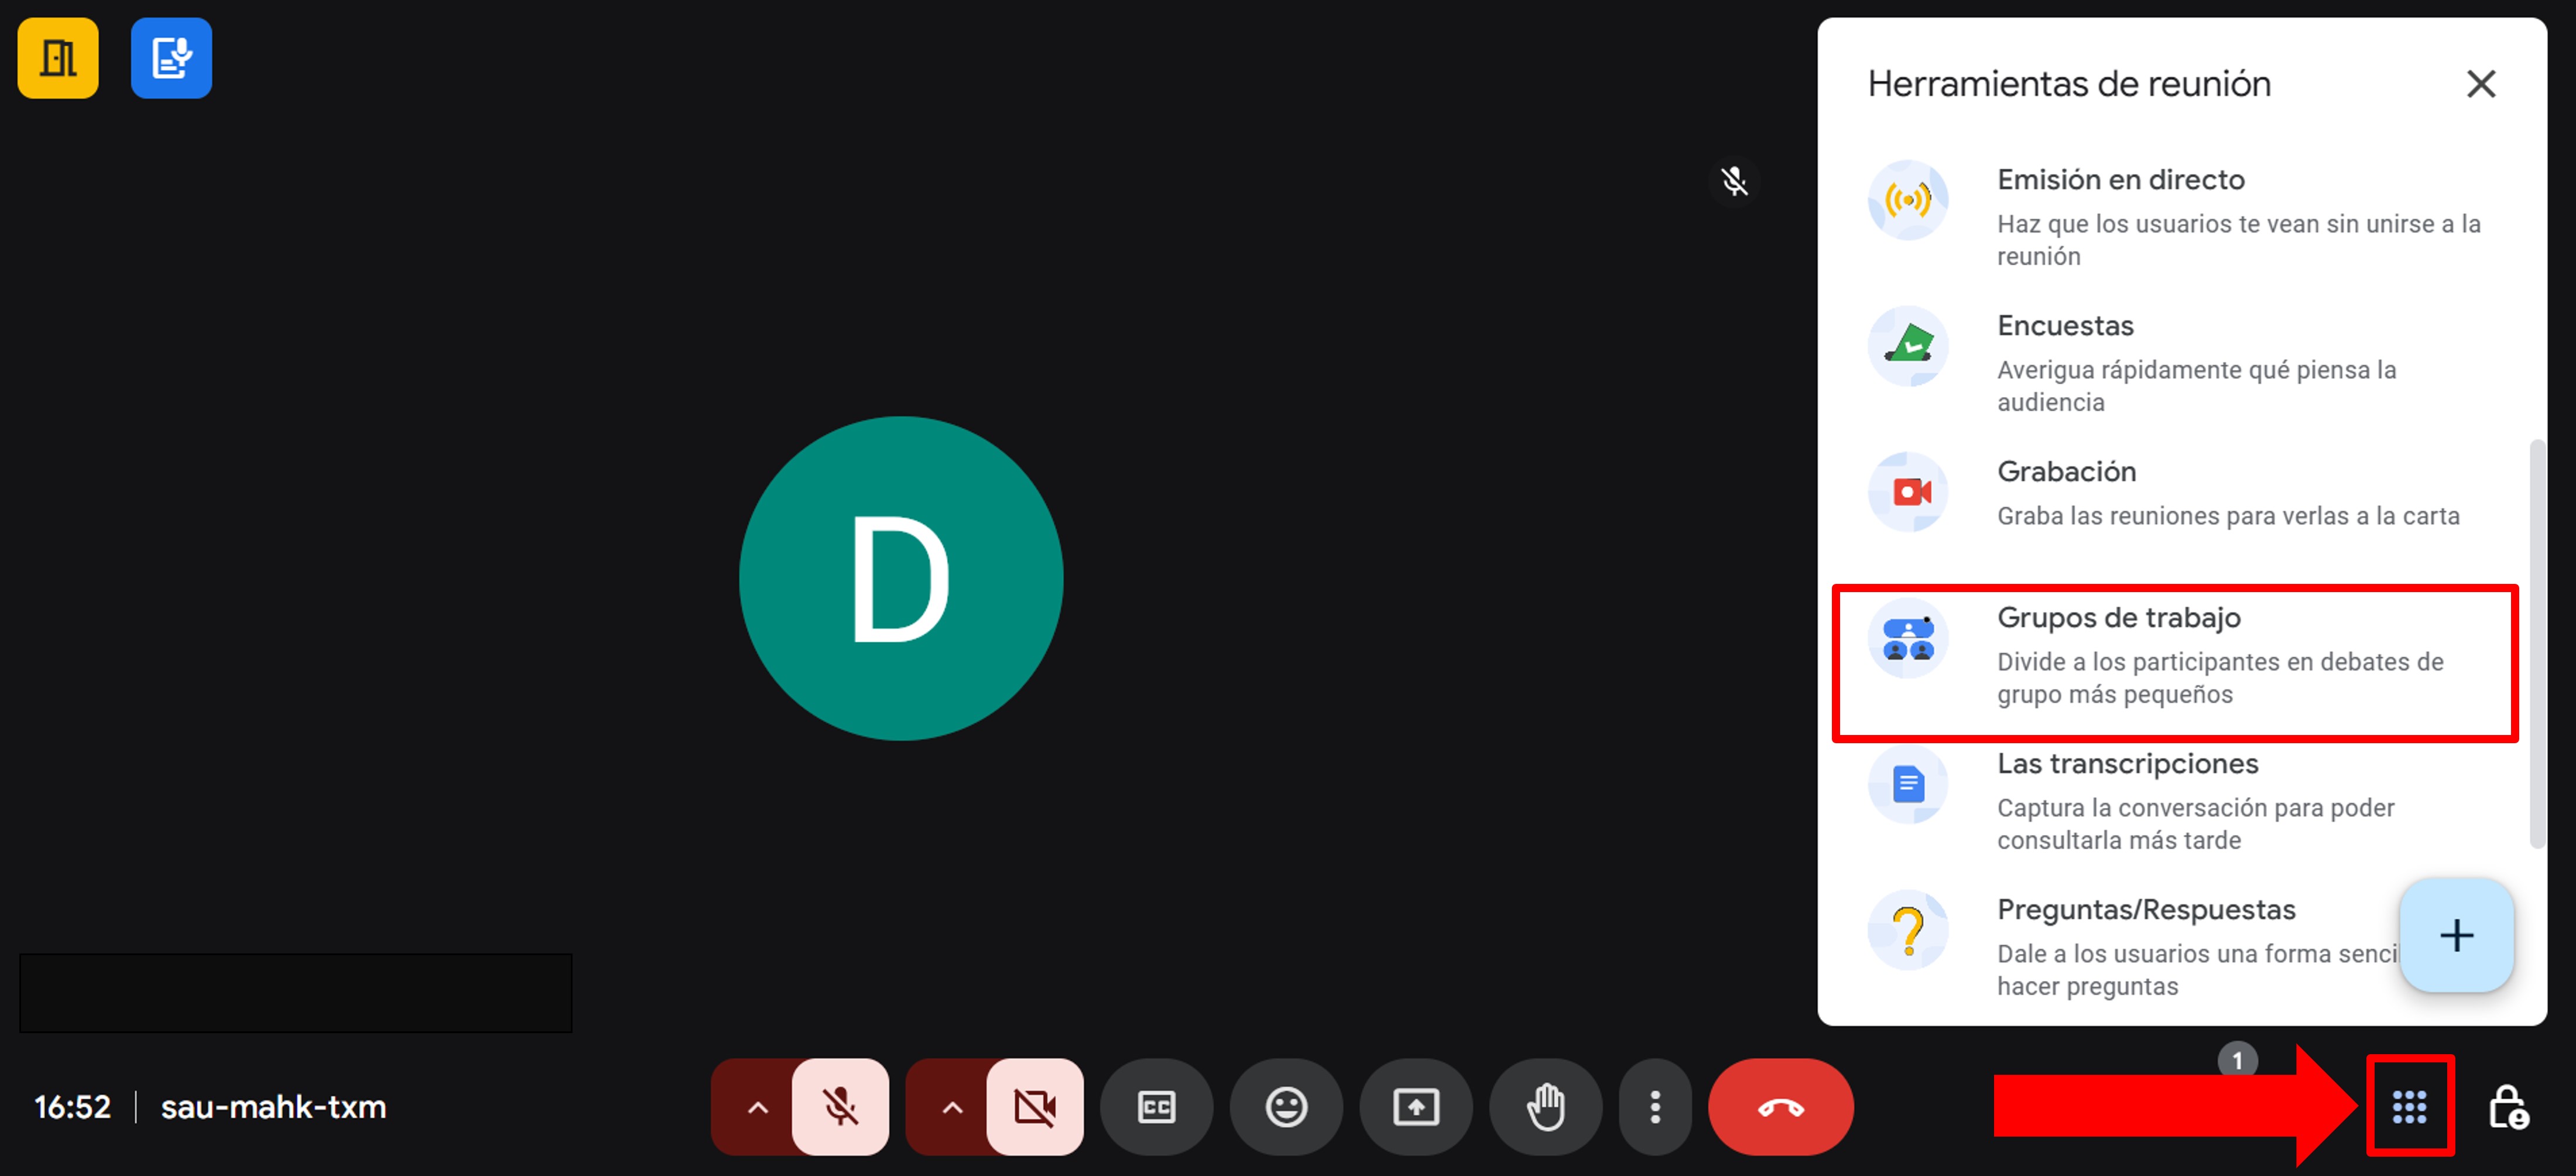 Herramientas de reunión
Emisión en directo
Haz que los usuarios te vean sin unirse a la
reunión
Encuestas
Averigua rápidamente qué piensa la
audiencia
Grabación
Graba las reuniones para verlas a la carta
Grupos de trabajo
Divide a los participantes en debates de
grupo más pequeños
Las transcripciones
Captura la conversación para poder
consultarla más tarde
Preguntas/Respuestas
Dale a los usuarios una forma
hacer preguntas
D
16:52 | sau-mahk-txm
CC
1